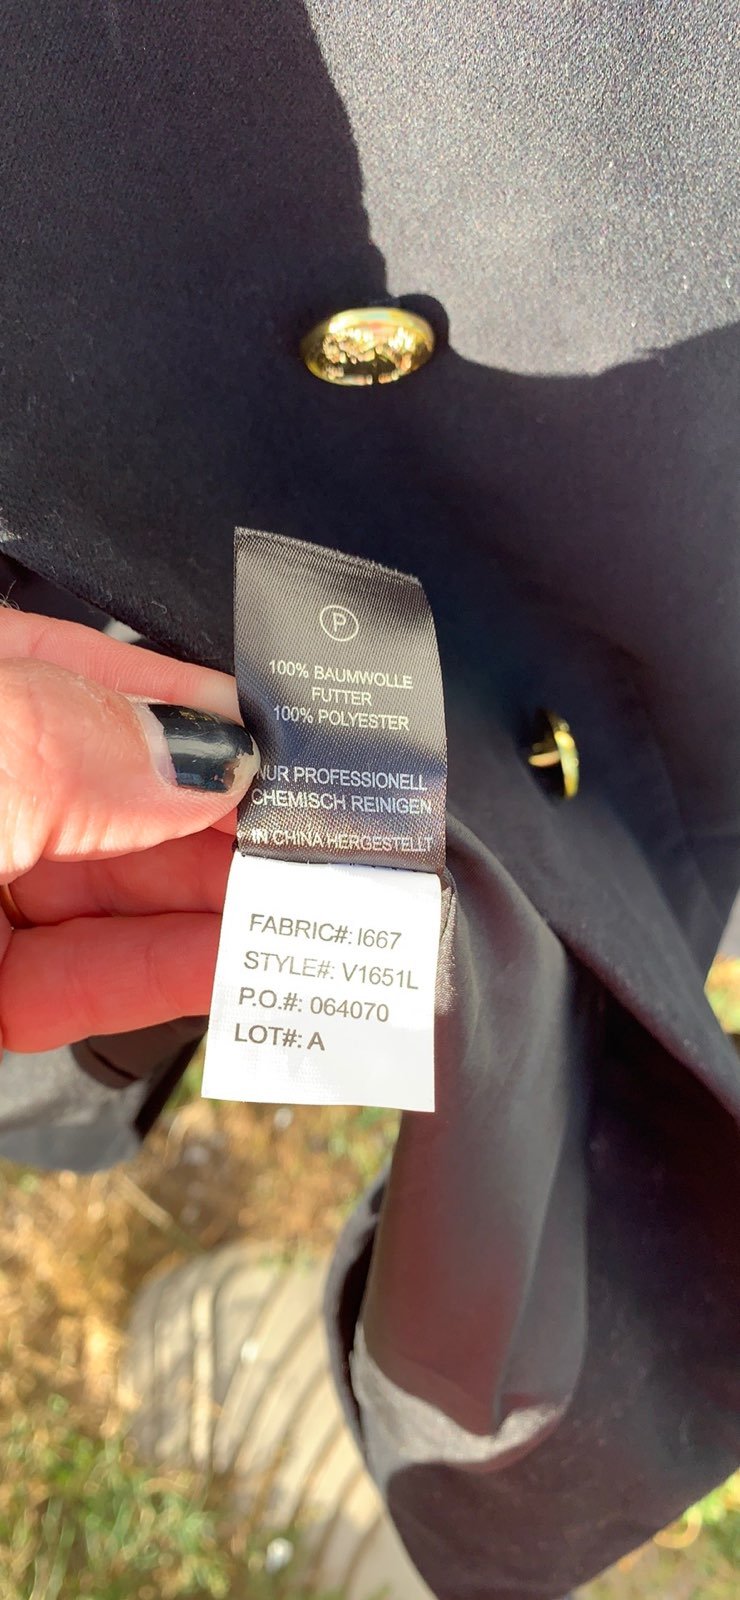 P
100% BAUMWOLLE
FUTTER
100% POLYESTER
NUR PROFESSIONELL
CHEMISCH REINIGEN
IN CHINA HERGESTELLT
FABRIC#: I667
STYLE#: V1651L
P.O.#: 064070
LOT#: A